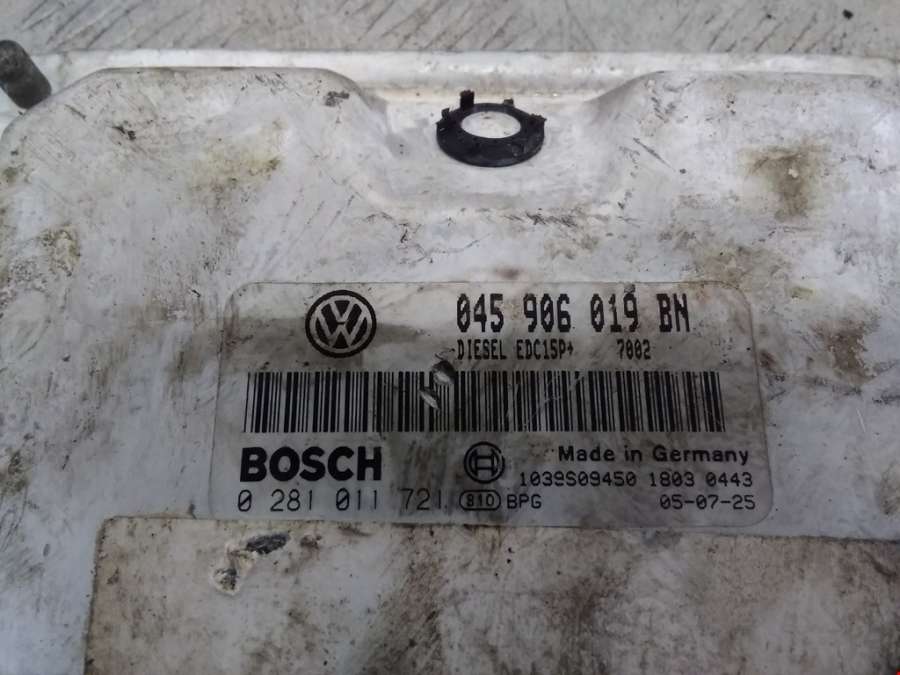 045 906 019 BN
DIESEL EDC15P+ 7002
BOSCH
Made in Germany
1039S09450 1803 0443
0 281 011 721 810 BPG 05-07-25